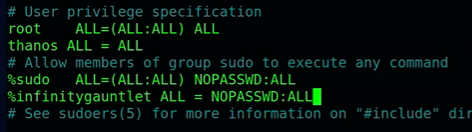 # User privilege specification
root    ALL=(ALL:ALL) ALL
thanos ALL = ALL
# Allow members of group sudo to execute any command
%sudo   ALL=(ALL:ALL) NOPASSWD:ALL
%infinitygauntlet ALL = NOPASSWD:ALL
# See sudoers(5) for more information on "#include" dir